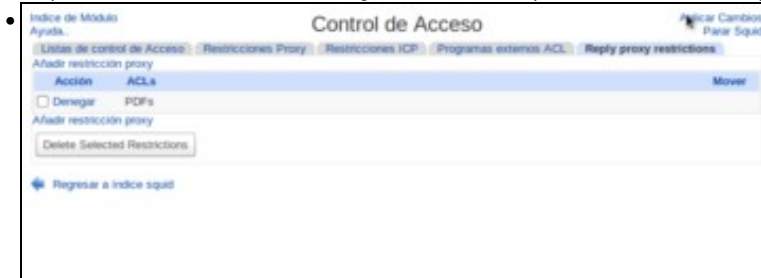 Indice de Módulo
Ayuda..
Control de Acceso
Aplicar Cambios
Parar Squid
Listas de control de Acceso
Restricciones Proxy
Restricciones ICP
Programas externos ACL
Reply proxy restrictions
Añadir restricción proxy
Acción ACLs Mover
Denegar PDFs
Añadir restricción proxy
Delete Selected Restrictions
Regresar a índice squid